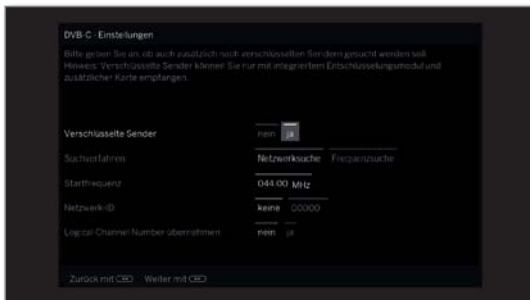 DVB-C - Einstellungen
Bitte geben Sie an, ob auch zusätzlich nach verschlüsselten Sendern gesucht werden soll.
Hinweis: Verschlüsselte Sender können Sie nur mit integriertem Entschlüsselungsmodul und
zusätzlicher Karte empfangen.
Verschlüsselte Sender nein ja
Suchverfahren Netzwerksuche Frequenzsuche
Startfrequenz 044.00 MHz
Netzwerk-ID keine 00000
Logical Channel Number übernehmen nein ja
Zurück mit Weiter mit